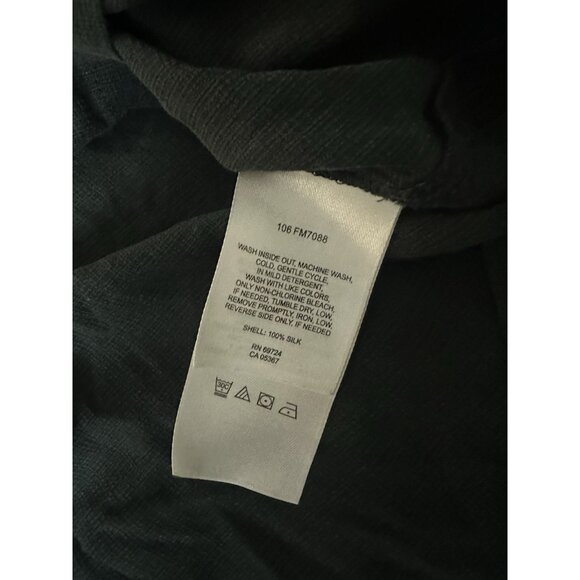 106 FM7088
WASH INSIDE OUT, MACHINE WASH,
COLD, GENTLE CYCLE,
IN MILD DETERGENT,
WASH WITH LIKE COLORS,
ONLY NON-CHLORINE BLEACH,
IF NEEDED, TUMBLE DRY, LOW,
REMOVE PROMPTLY, IRON, LOW,
REVERSE SIDE ONLY, IF NEEDED
SHELL: 100% SILK
RN 69724
CA 05367
30C